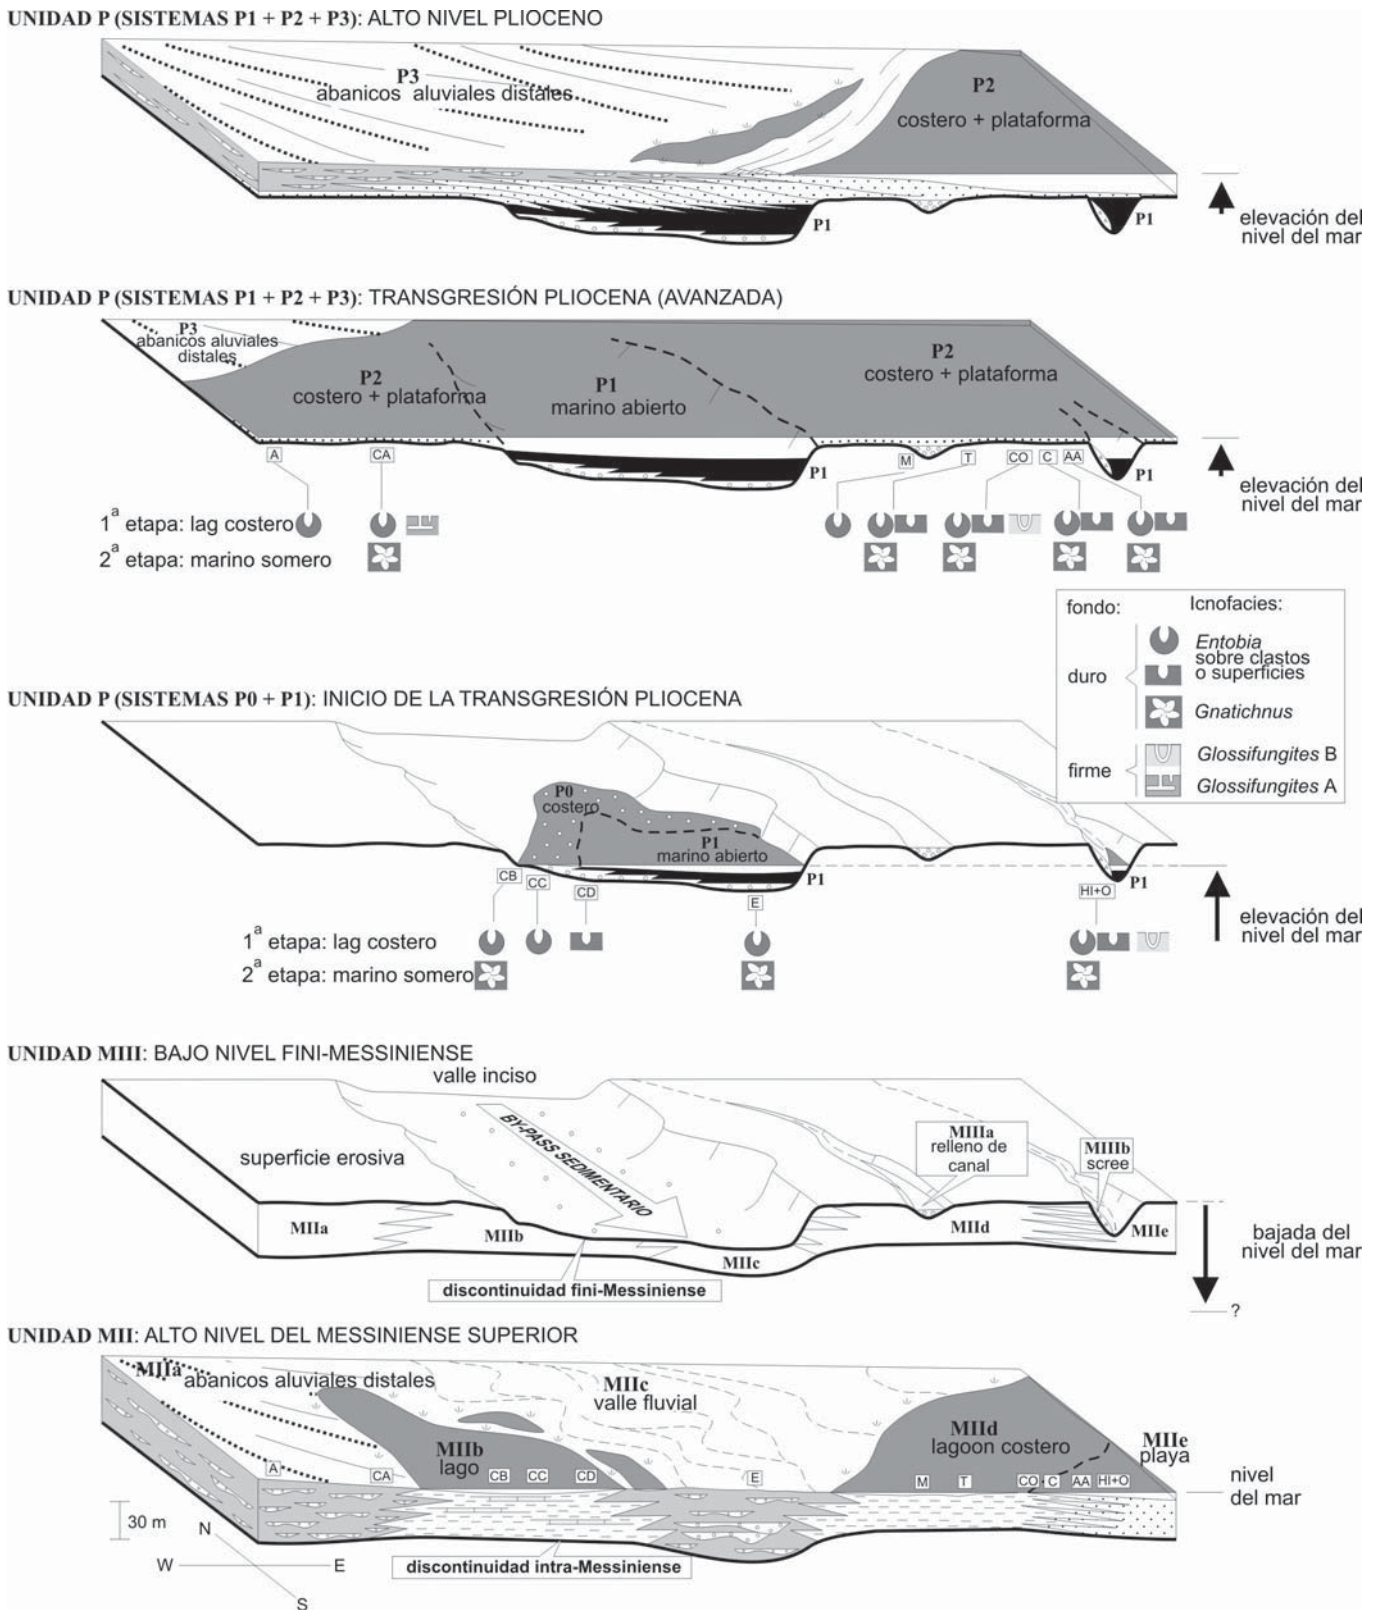 UNIDAD P (SISTEMAS P1 + P2 + P3): ALTO NIVEL PLIOCENO
P3
abanicos aluviales distales
P2
costero + plataforma
P1
P1
elevación del
nivel del mar
UNIDAD P (SISTEMAS P1 + P2 + P3): TRANSGRESIÓN PLIOCENA (AVANZADA)
P3
abanicos aluviales
distales
P2
costero + plataforma
P1
marino abierto
P2
costero + plataforma
A
CA
M
T
CO
C
AA
P1
P1
elevación del
nivel del mar
1ª etapa: lag costero
2ª etapa: marino somero
fondo:
Icnofacies:
duro
Entobia
sobre clastos
o superficies
Gnatichnus
firme
Glossifungites B
Glossifungites A
UNIDAD P (SISTEMAS P0 + P1): INICIO DE LA TRANSGRESIÓN PLIOCENA
P0
costero
P1
marino abierto
P1
P1
CB
CC
CD
E
HI+O
elevación del
nivel del mar
1ª etapa: lag costero
2ª etapa: marino somero
UNIDAD MIII: BAJO NIVEL FINI-MESSINIENSE
valle inciso
superficie erosiva
BY-PASS SEDIMENTARIO
MIIIa
relleno de
canal
MIIIb
scree
MIIa
MIIb
MIIc
MIId
MIIe
discontinuidad fini-Messiniense
bajada del
nivel del mar
?
UNIDAD MII: ALTO NIVEL DEL MESSINIENSE SUPERIOR
MIIa
abanicos aluviales distales
MIIc
valle fluvial
MIIb
lago
MIId
lagoon costero
MIIe
playa
A
CA
CB
CC
CD
E
M
T
CO
C
AA
HI+O
nivel
del mar
30 m
N
W
E
S
discontinuidad intra-Messiniense